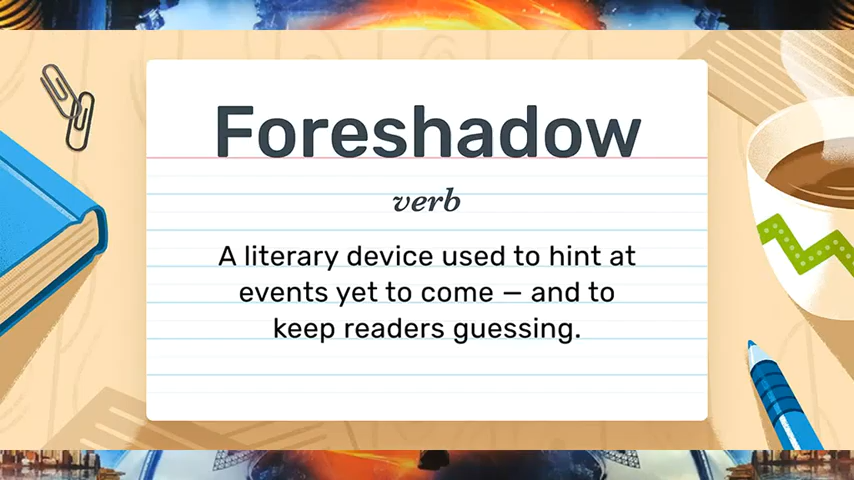 Foreshadow
verb
A literary device used to hint at
events yet to come — and to
keep readers guessing.